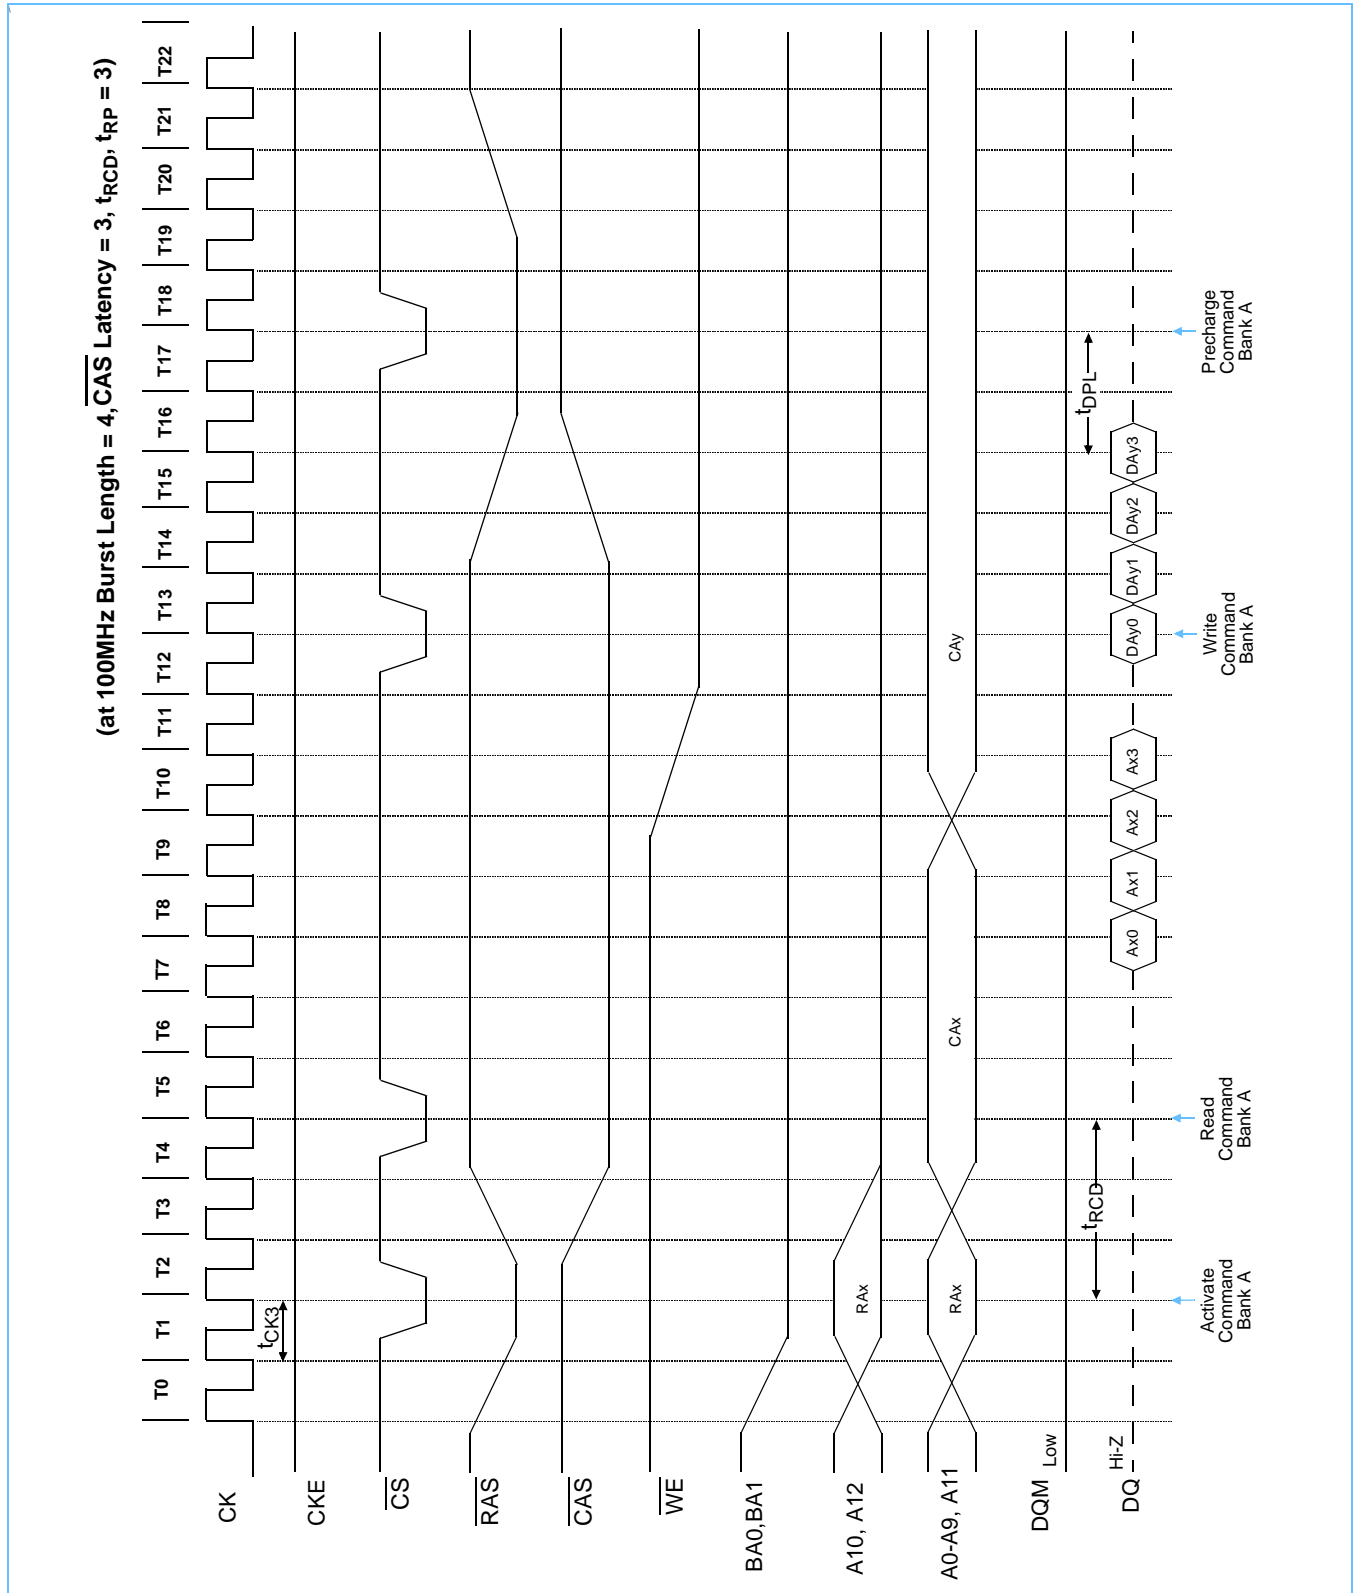 (at 100MHz Burst Length = 4, CAS Latency = 3, tRCD, tRP = 3)
T0 T1 T2 T3 T4 T5 T6 T7 T8 T9 T10 T11 T12 T13 T14 T15 T16 T17 T18 T19 T20 T21 T22
CK
tCK3
CKE
CS
RAS
CAS
WE
BA0,BA1
A10, A12
RAx
A0-A9, A11
RAx CAx CAy
DQM
Low
tRCD
tDPL
DQ
Hi-Z
Ax0 Ax1 Ax2 Ax3 DAy0 DAy1 DAy2 DAy3
Activate
Command
Bank A
Read
Command
Bank A
Write
Command
Bank A
Precharge
Command
Bank A